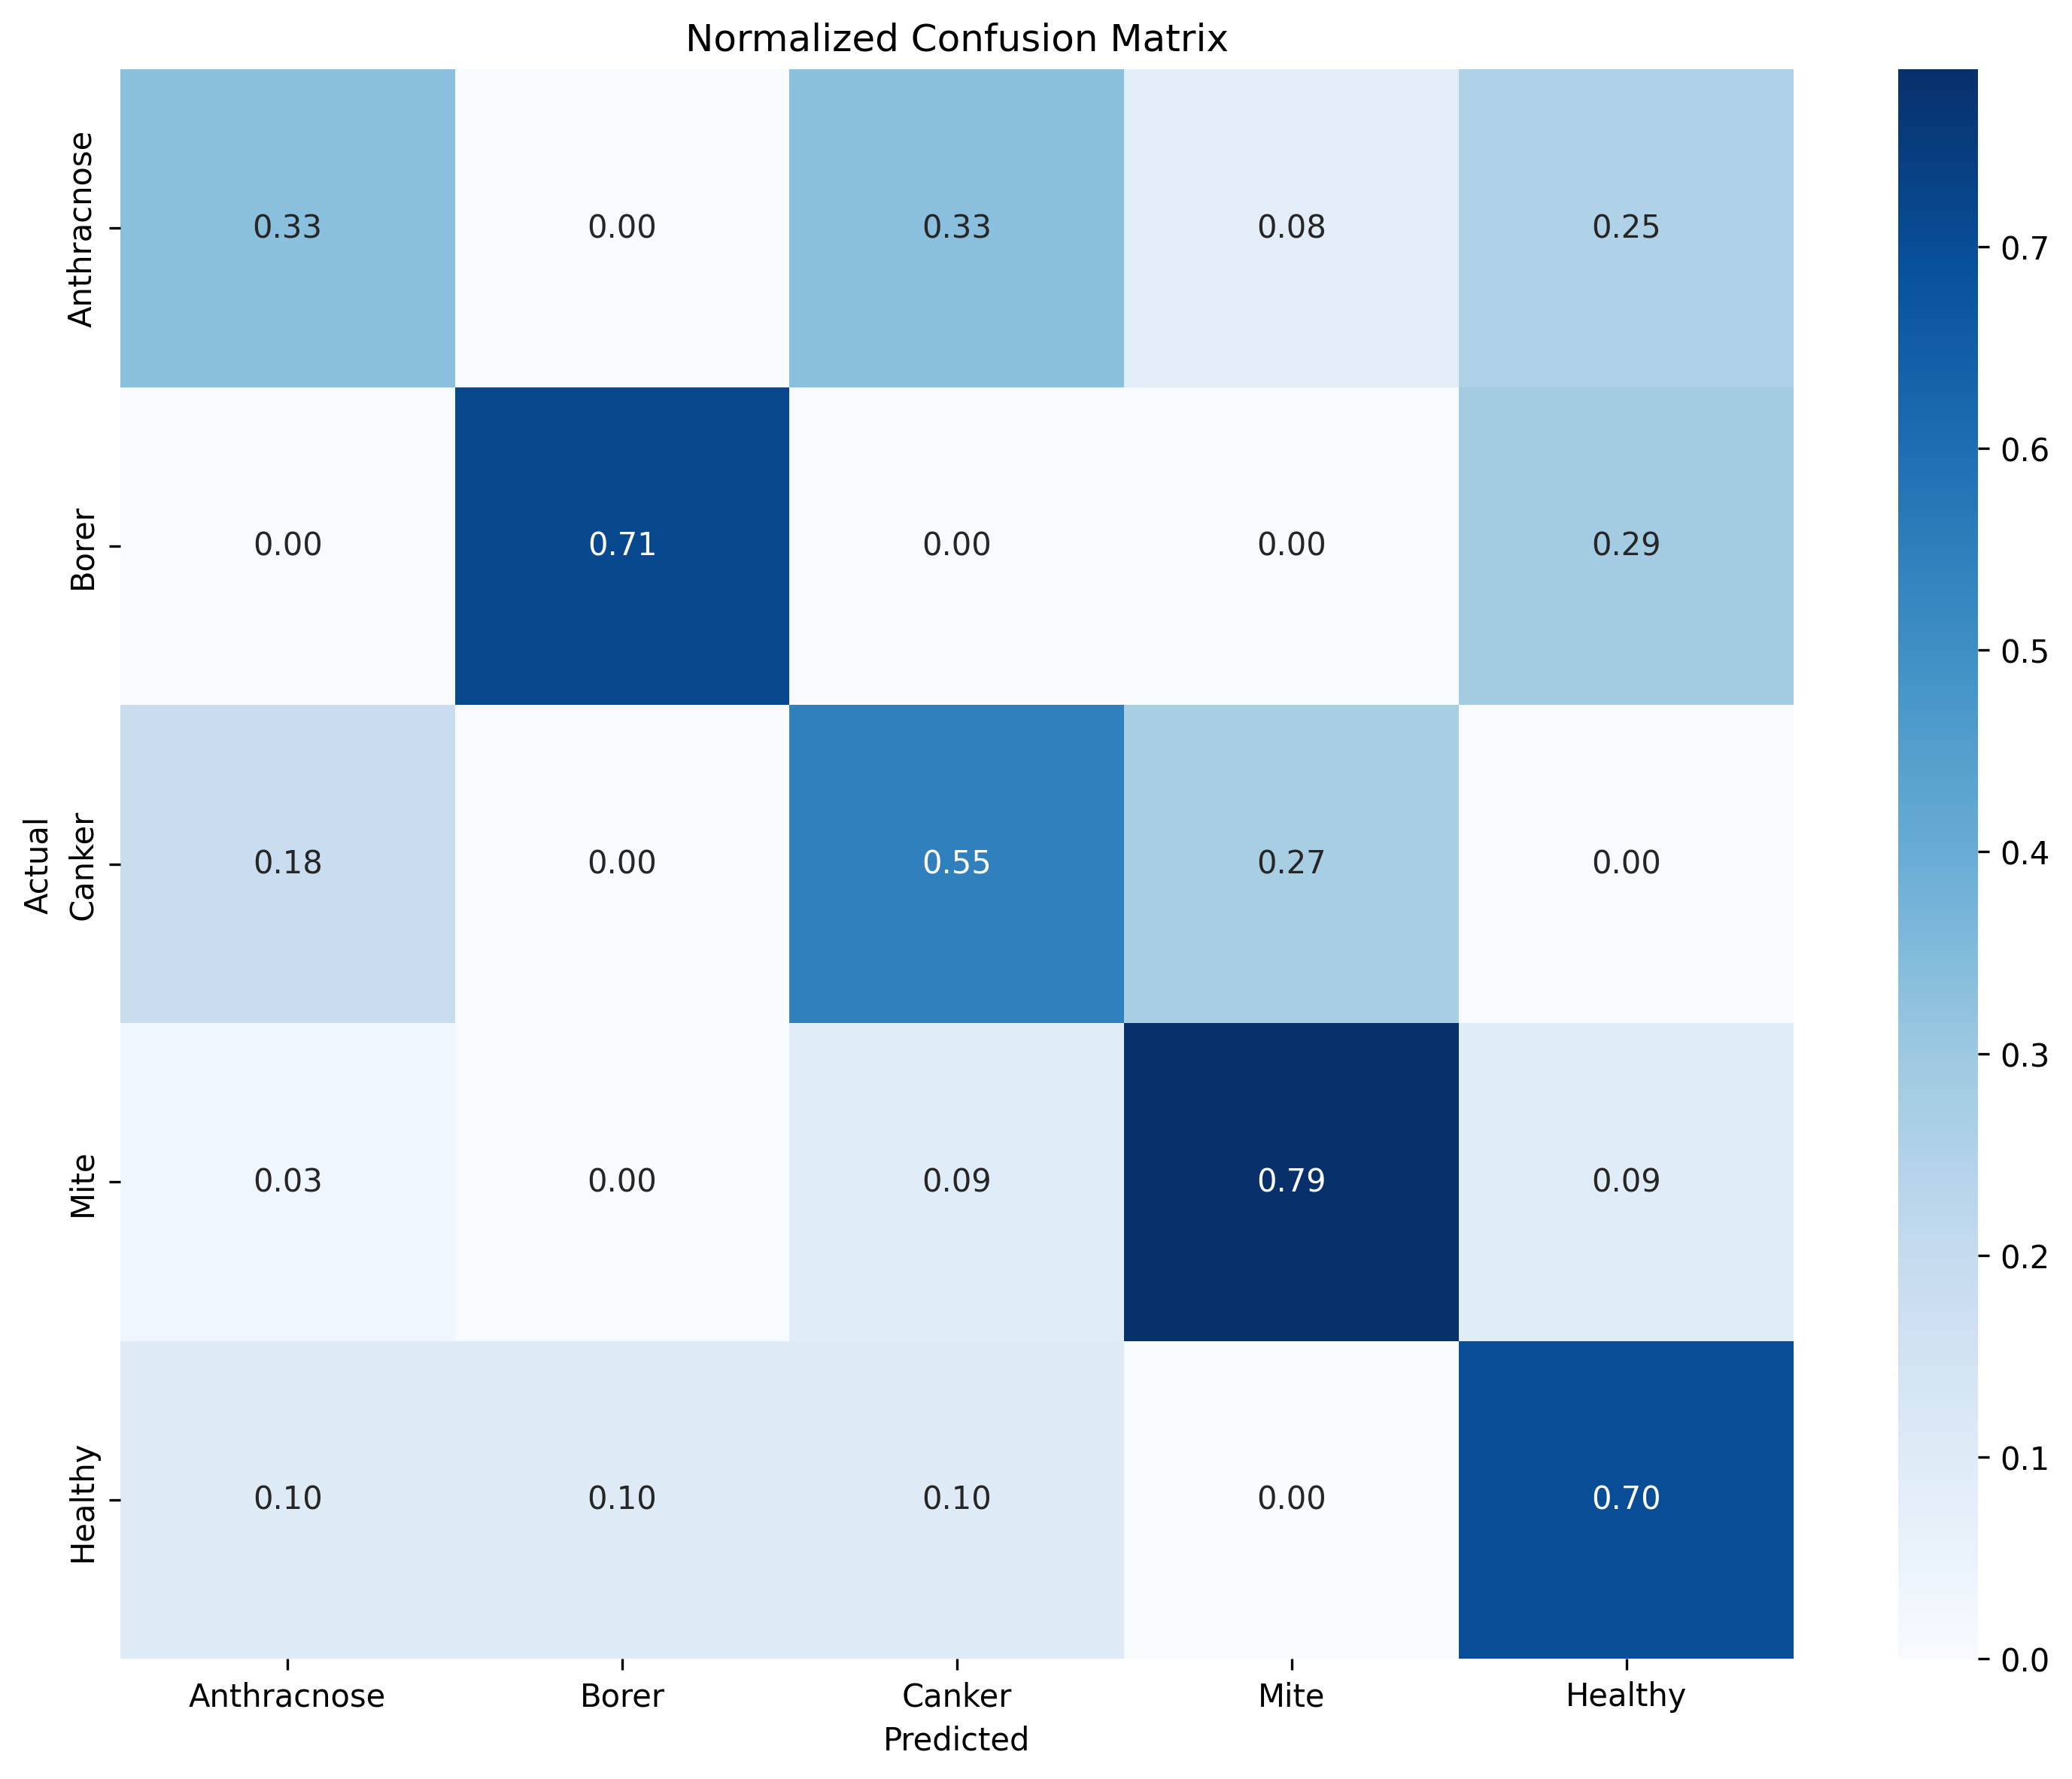 Normalized Confusion Matrix
Actual
Anthracnose 0.33 0.00 0.33 0.08 0.25
Borer 0.00 0.71 0.00 0.00 0.29
Canker 0.18 0.00 0.55 0.27 0.00
Mite 0.03 0.00 0.09 0.79 0.09
Healthy 0.10 0.10 0.10 0.00 0.70
Anthracnose Borer Canker Mite Healthy
Predicted
0.7
0.6
0.5
0.4
0.3
0.2
0.1
0.0